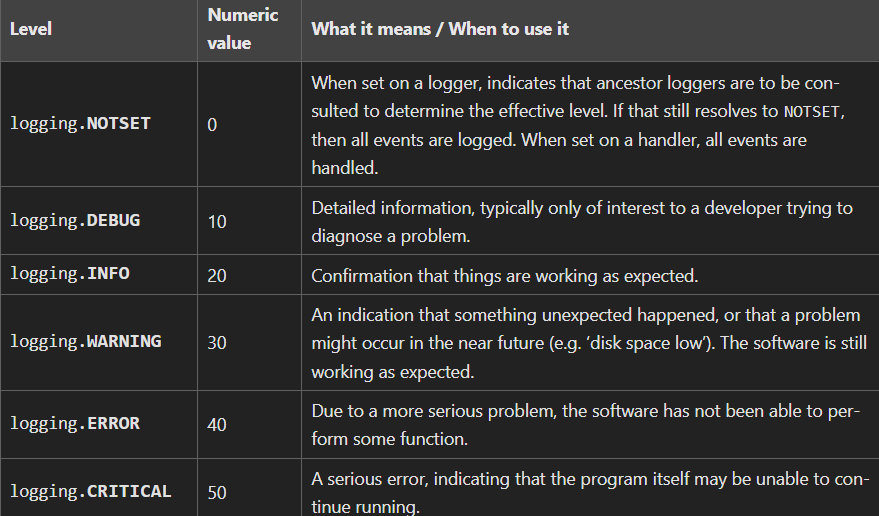 Level
Numeric
value
What it means / When to use it
logging.NOTSET
0
When set on a logger, indicates that ancestor loggers are to be con-
sulted to determine the effective level. If that still resolves to NOTSET,
then all events are logged. When set on a handler, all events are
handled.
logging.DEBUG
10
Detailed information, typically only of interest to a developer trying to
diagnose a problem.
logging.INFO
20
Confirmation that things are working as expected.
logging.WARNING
30
An indication that something unexpected happened, or that a problem
might occur in the near future (e.g. ‘disk space low’). The software is still
working as expected.
logging.ERROR
40
Due to a more serious problem, the software has not been able to per-
form some function.
logging.CRITICAL
50
A serious error, indicating that the program itself may be unable to con-
tinue running.